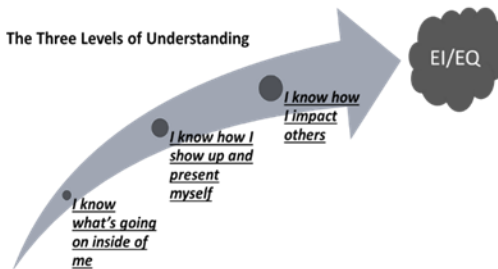 The Three Levels of Understanding
EI/EQ
I know how
I impact
others
I know how I
show up and
present
myself
I know
what's going
on inside of
me